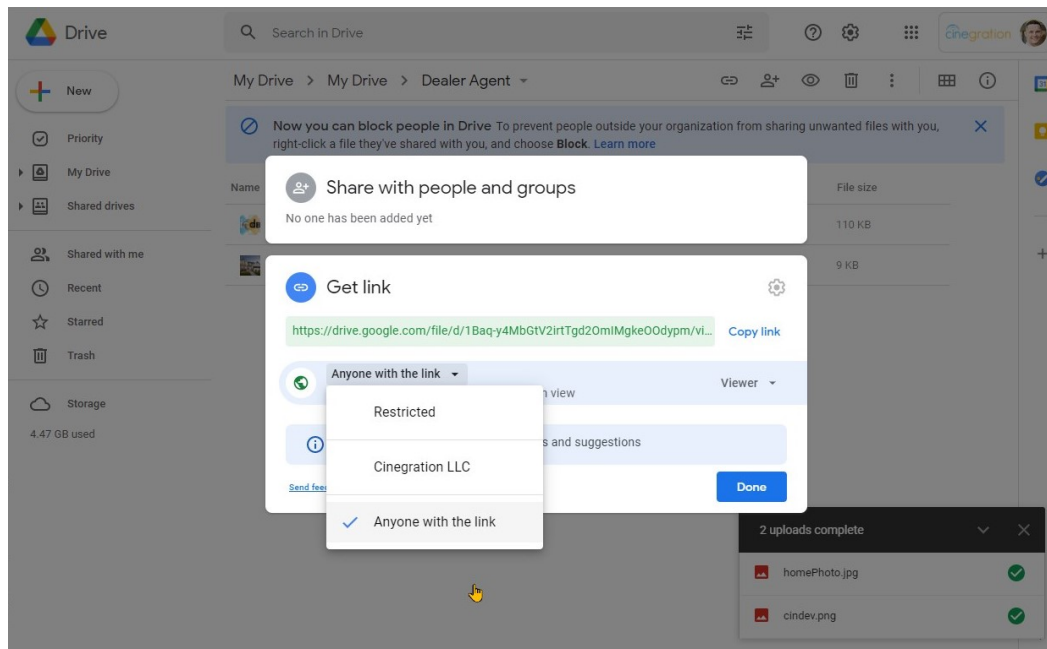 Drive
Search in Drive
cinegration
My Drive > My Drive > Dealer Agent
New
Now you can block people in Drive To prevent people outside your organization from sharing unwanted files with you,
right-click a file they've shared with you, and choose Block. Learn more
Priority
My Drive
Shared drives
Shared with me
Recent
Starred
Trash
Storage
4.47 GB used
Name
File size
110 KB
9 KB
Share with people and groups
No one has been added yet
Get link
https://drive.google.com/file/d/1Baq-y4MbGtV2irtTgd2OmIMgkeOOdypm/vi...
Copy link
Anyone with the link
view
Viewer
Restricted
and suggestions
Cinegration LLC
Send
Done
Anyone with the link
2 uploads complete
homePhoto.jpg
cindev.png